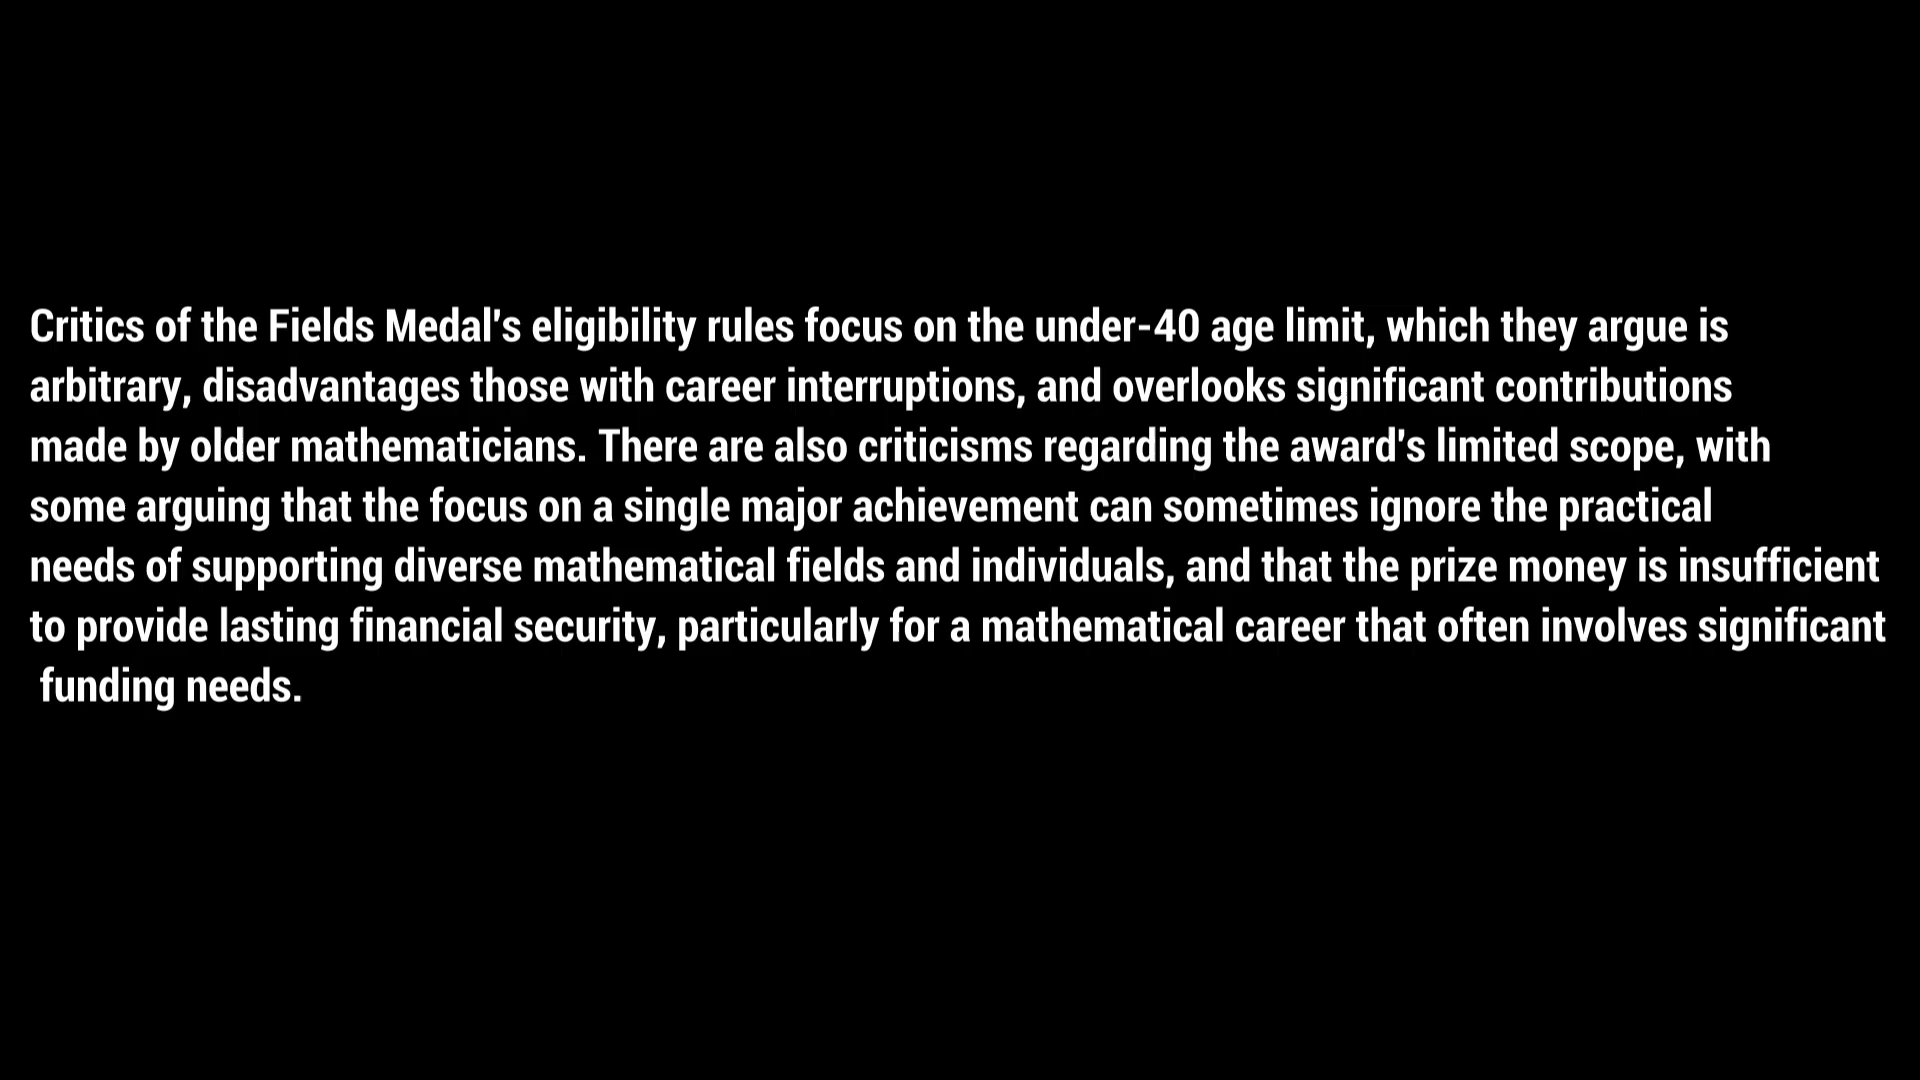 Critics of the Fields Medal's eligibility rules focus on the under-40 age limit, which they argue is
arbitrary, disadvantages those with career interruptions, and overlooks significant contributions
made by older mathematicians. There are also criticisms regarding the award's limited scope, with
some arguing that the focus on a single major achievement can sometimes ignore the practical
needs of supporting diverse mathematical fields and individuals, and that the prize money is insufficient
to provide lasting financial security, particularly for a mathematical career that often involves significant
funding needs.